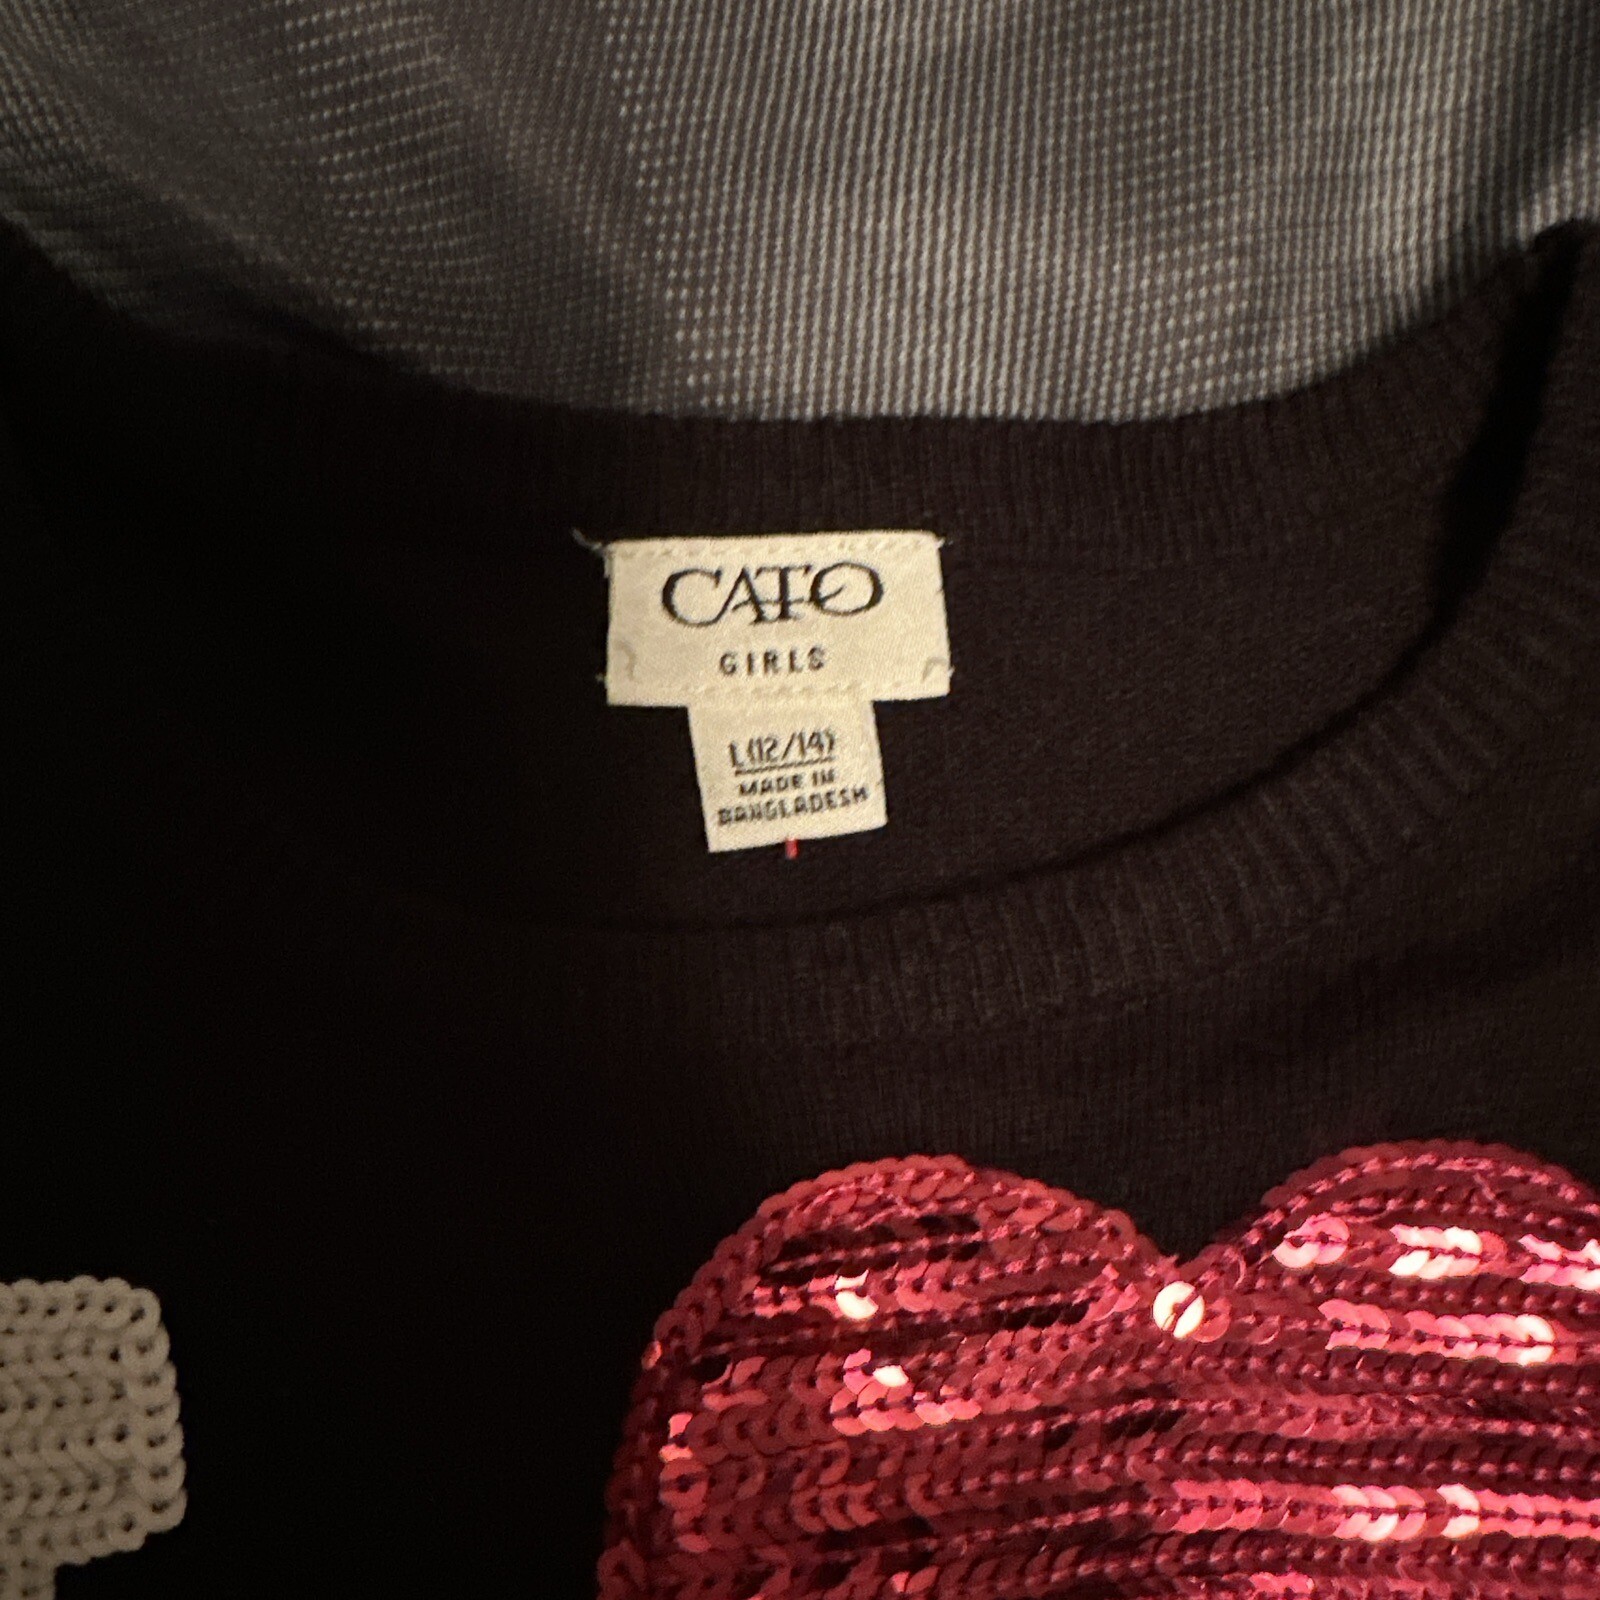 CATO
GIRLS
L(12/14)
MADE IN
BANGLADESH